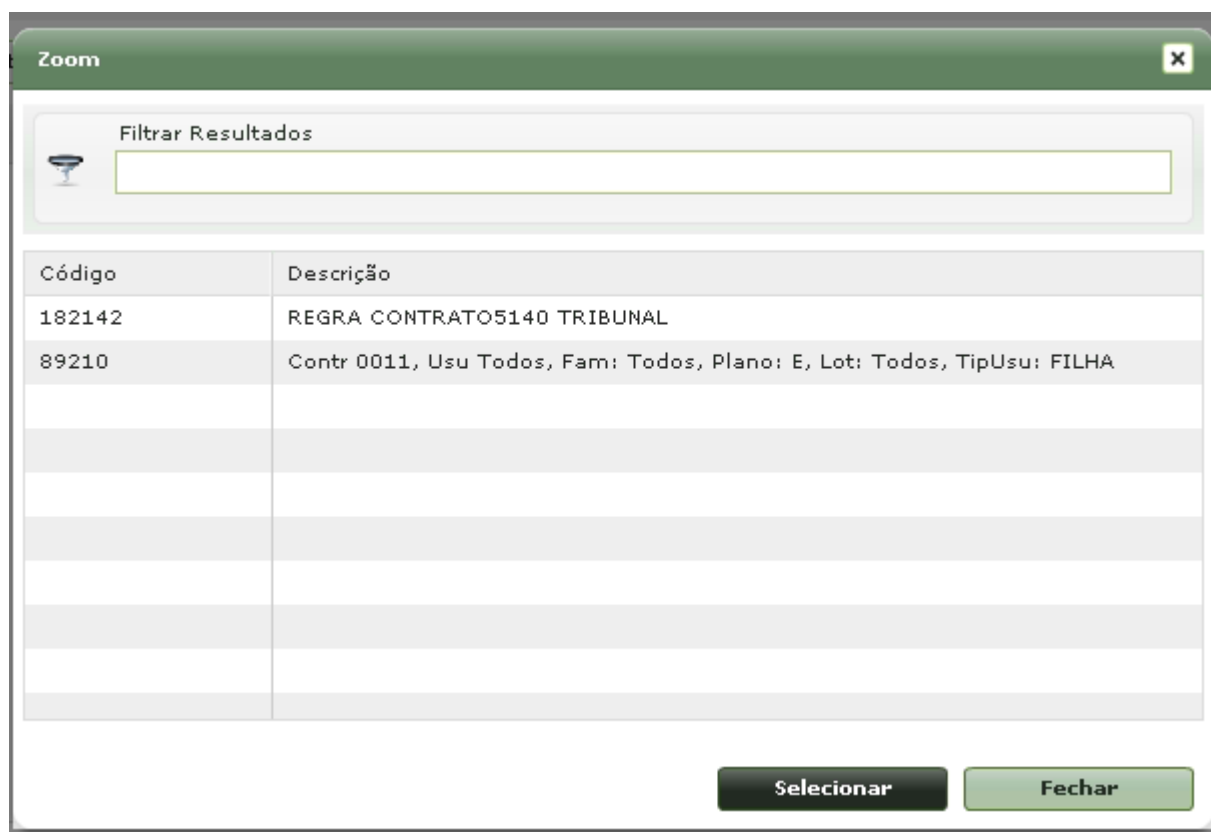 Zoom
Filtrar Resultados
Código Descrição
182142 REGRA CONTRATO5140 TRIBUNAL
89210 Contr 0011, Usu Todos, Fam: Todos, Plano: E, Lot: Todos, TipUsu: FILHA
Selecionar Fechar